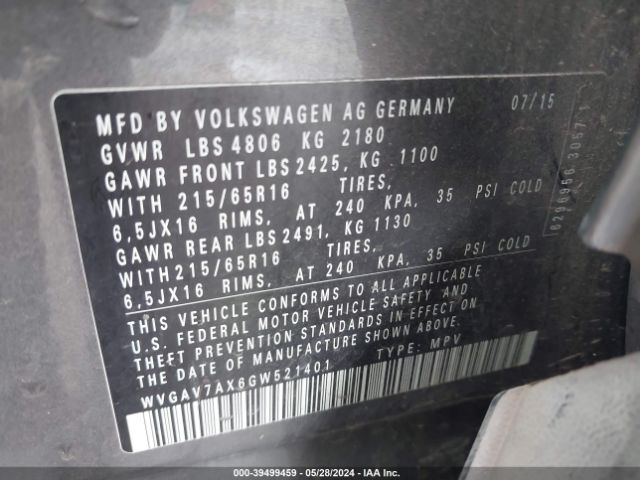 MFD BY VOLKSWAGEN AG GERMANY 07/15
GVWR LBS 4806 KG 2180
GAWR FRONT LBS 2425, KG 1100
WITH 215/65R16 TIRES,
6,5JX16 RIMS, AT 240 KPA, 35 PSI COLD
GAWR REAR LBS 2491, KG 1130
WITH 215/65R16 TIRES,
6,5JX16 RIMS, AT 240 KPA, 35 PSI COLD
THIS VEHICLE CONFORMS TO ALL APPLICABLE
U.S. FEDERAL MOTOR VEHICLE SAFETY AND
THEFT PREVENTION STANDARDS IN EFFECT ON
THE DATE OF MANUFACTURE SHOWN ABOVE.
WVGAV7AX6GW521401 TYPE: MPV
000-39499459 - 05/28/2024 - IAA Inc.